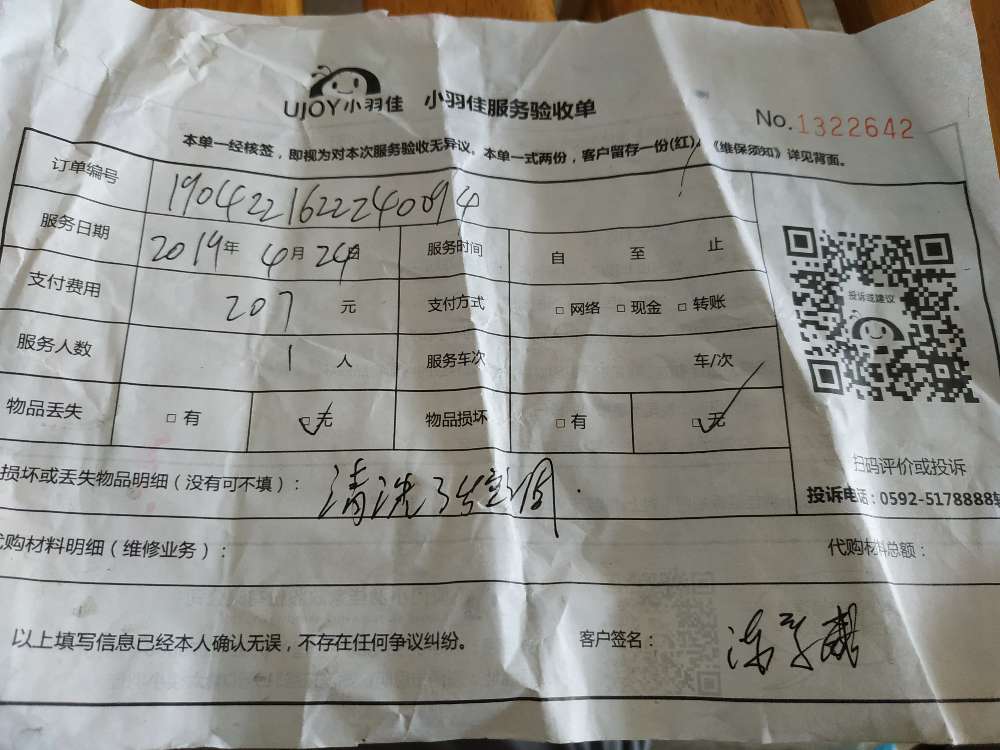 UJOY小羽佳 小羽佳服务验收单
No.1322642
本单一经核签，即视为对本次服务验收无异议。本单一式两份，客户留存一份(红)，《维保须知》详见背面。
订单编号 1904221622240094
服务日期 2019年 4月 24日 服务时间 自 至 止
支付费用 207 元 支付方式 □网络 □现金 □转账
投诉或建议
服务人数 1 人 服务车次 车/次
物品丢失 □有 □无 物品损坏 □有 □无
扫码评价或投诉
损坏或丢失物品明细（没有可不填）： 清洗3台空调.
投诉电话：0592-5178888转
代购材料明细（维修业务）： 代购材料总额：
以上填写信息已经本人确认无误，不存在任何争议纠纷。 客户签名：